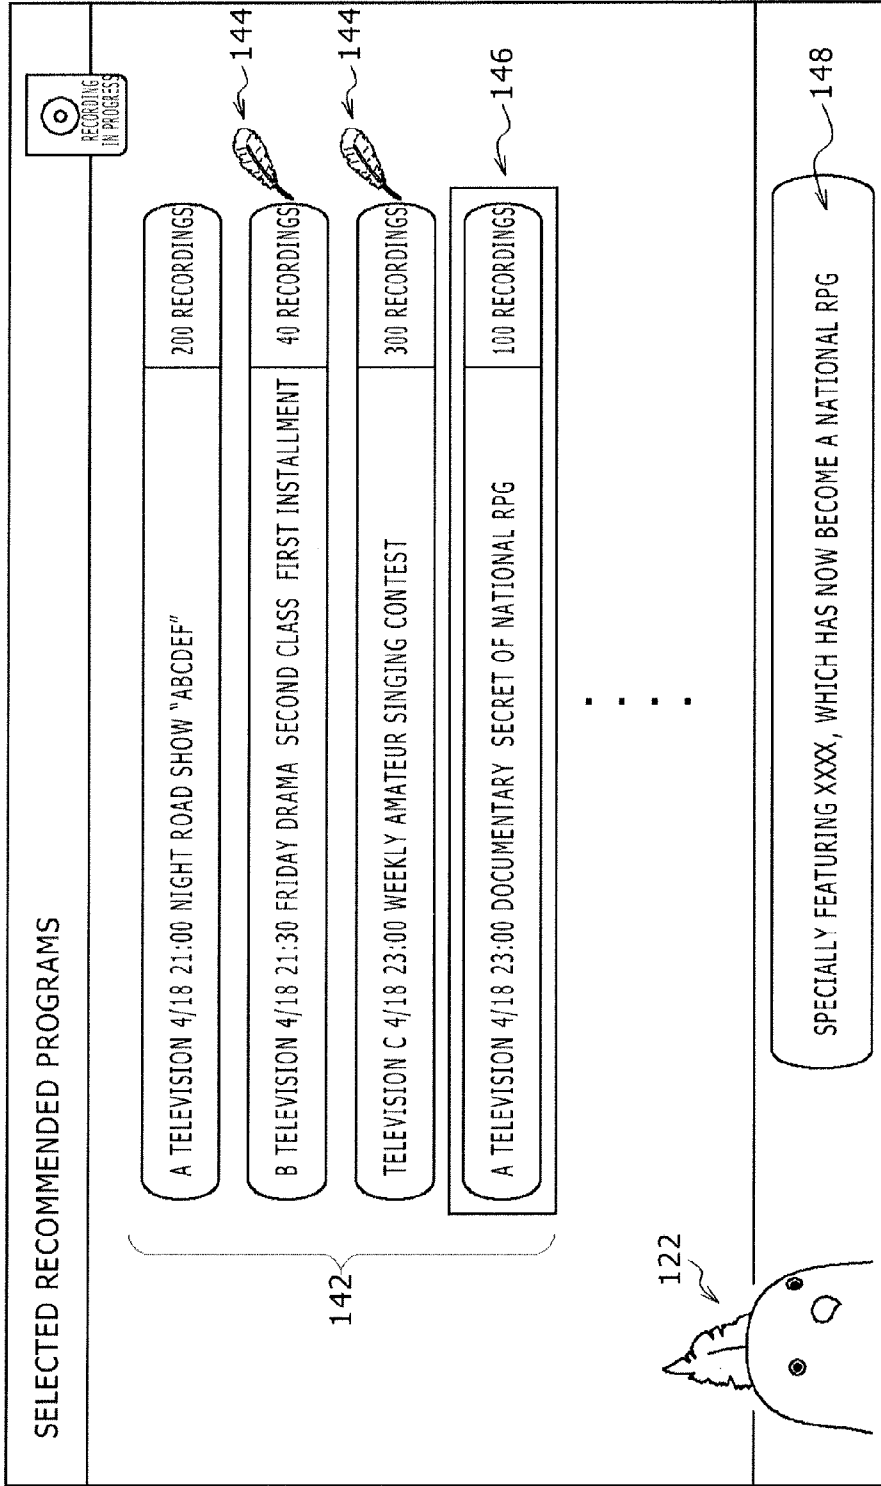 SELECTED RECOMMENDED PROGRAMS
RECORDING
IN PROGRESS
A TELEVISION 4/18 21:00 NIGHT ROAD SHOW "ABCDEF" 200 RECORDINGS
144
B TELEVISION 4/18 21:30 FRIDAY DRAMA SECOND CLASS FIRST INSTALLMENT 40 RECORDINGS
144
TELEVISION C 4/18 23:00 WEEKLY AMATEUR SINGING CONTEST 300 RECORDINGS
146
A TELEVISION 4/18 23:00 DOCUMENTARY SECRET OF NATIONAL RPG 100 RECORDINGS
142
. . . .
122
148
SPECIALLY FEATURING XXXX, WHICH HAS NOW BECOME A NATIONAL RPG